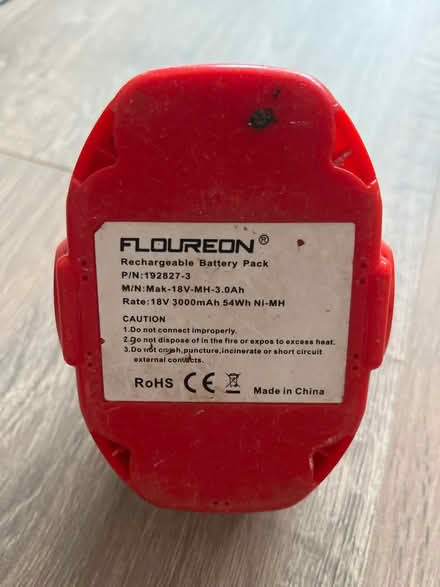 FLOUREON®
Rechargeable Battery Pack
P/N:192827-3
M/N:Mak-18V-MH-3.0Ah
Rate:18V 3000mAh 54Wh Ni-MH
CAUTION
1.Do not connect improperly.
2.Do not dispose of in the fire or expos to excess heat.
3.Do not crush,puncture,incinerate or short circuit
external contacts.
RoHS CE Made in China